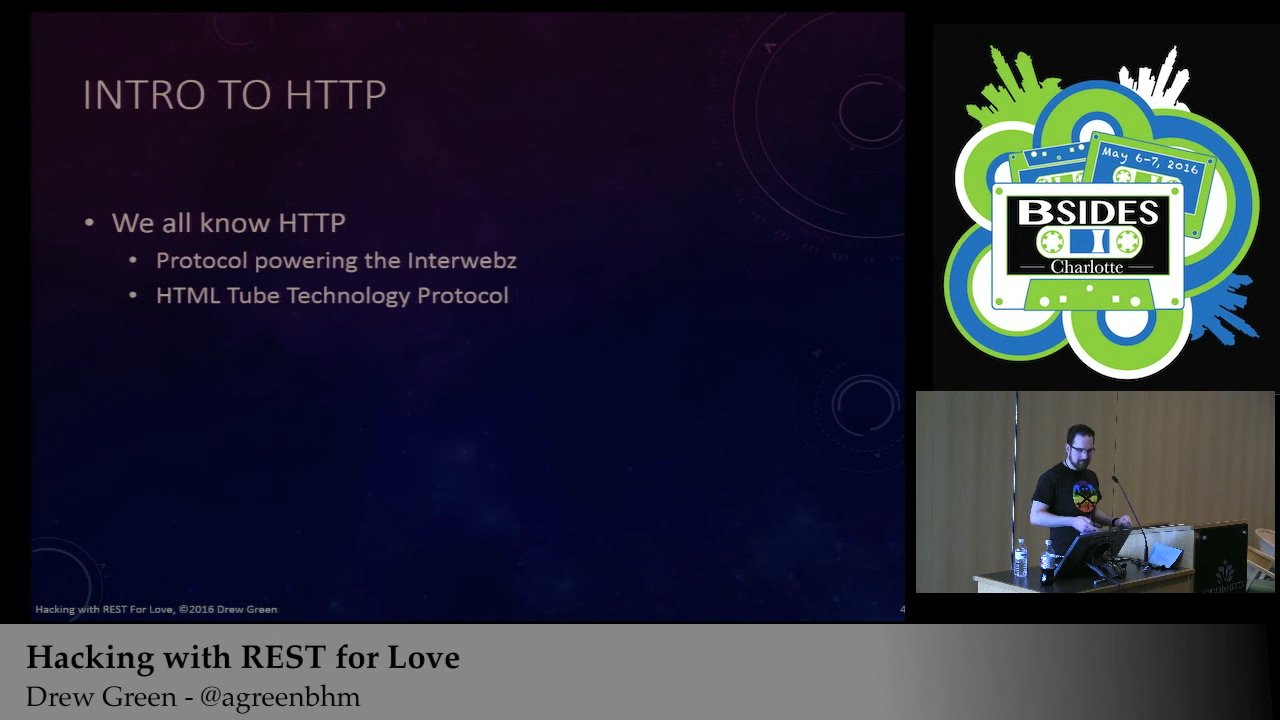 INTRO TO HTTP
• We all know HTTP
• Protocol powering the Interwebz
• HTML Tube Technology Protocol
Hacking with REST For Love, ©2016 Drew Green
4
May 6-7, 2016
BSIDES
Charlotte
Hacking with REST for Love
Drew Green - @agreenbhm